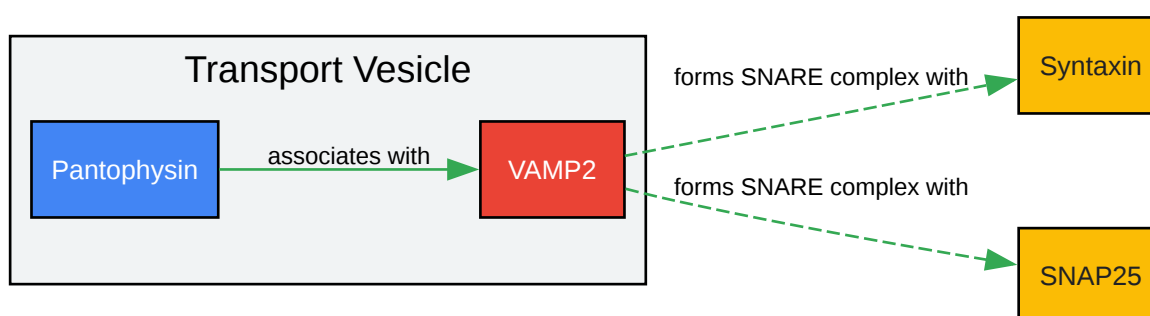 Transport Vesicle
Pantophysin
associates with
VAMP2
forms SNARE complex with
Syntaxin
forms SNARE complex with
SNAP25